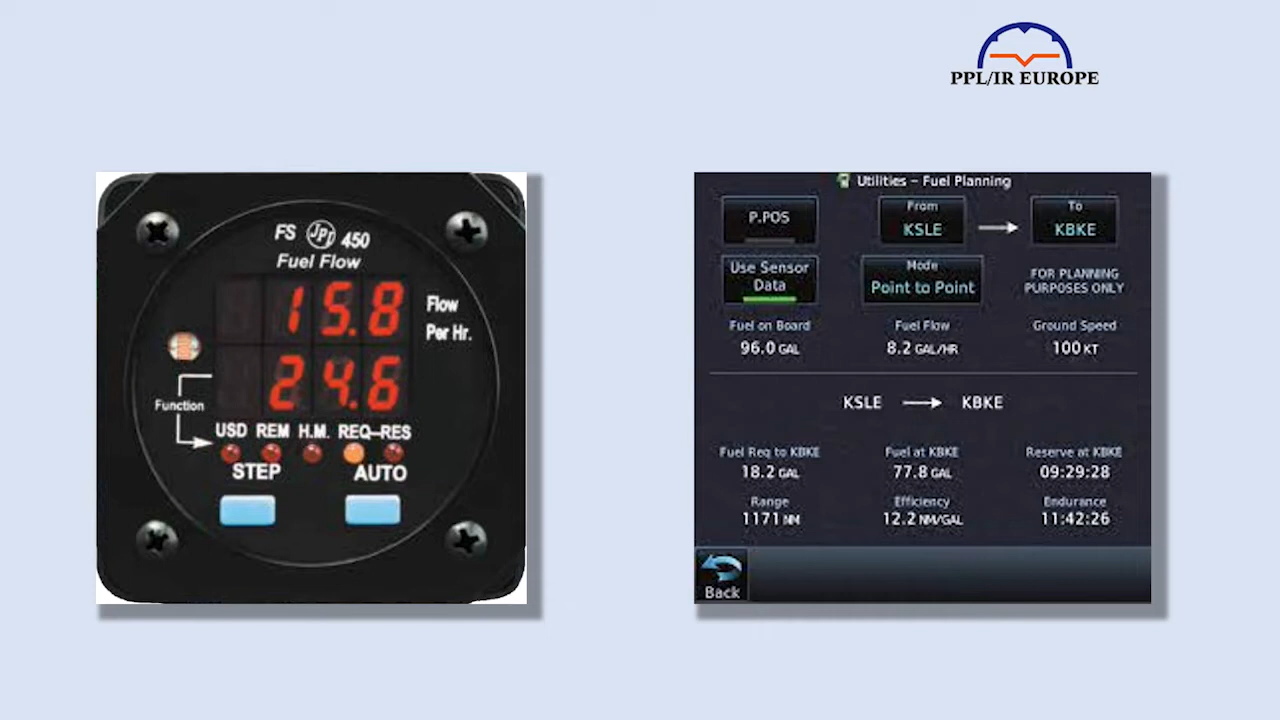 PPL/IR EUROPE
FS JPI 450
Fuel Flow
15.8
Flow
Per Hr.
24.6
Function
USD REM H.M. REQ-RES
STEP AUTO
Utilities – Fuel Planning
P.POS
From
KSLE
To
KBKE
Use Sensor
Data
Mode
Point to Point
FOR PLANNING
PURPOSES ONLY
Fuel on Board
96.0 GAL
Fuel Flow
8.2 GAL/HR
Ground Speed
100 KT
KSLE KBKE
Fuel Req to KBKE
18.2 GAL
Fuel at KBKE
77.8 GAL
Reserve at KBKE
09:29:28
Range
1171 NM
Efficiency
12.2 NM/GAL
Endurance
11:42:26
Back